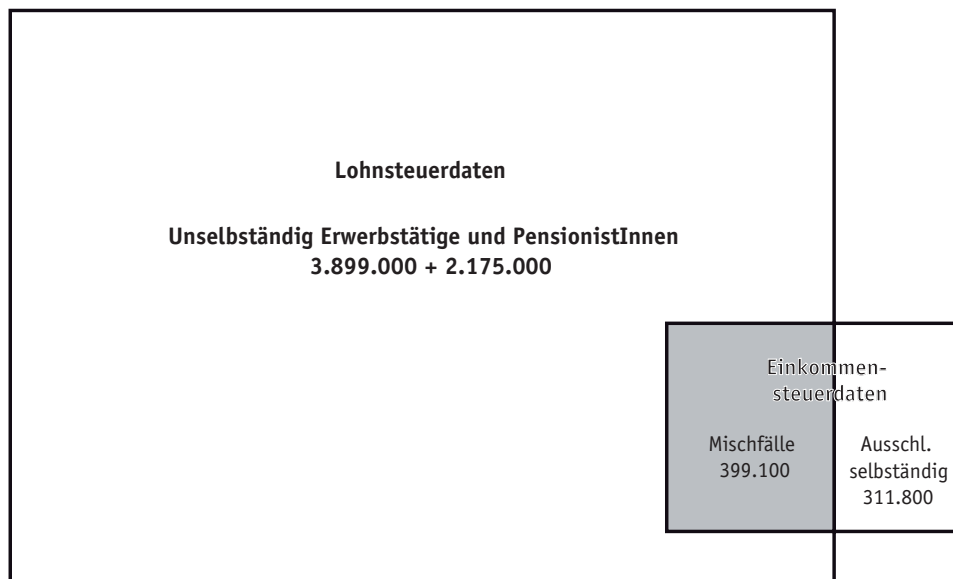 Lohnsteuerdaten
Unselbständig Erwerbstätige und PensionistInnen
3.899.000 + 2.175.000
Einkommen-
steuerdaten
Mischfälle
399.100
Ausschl.
selbständig
311.800